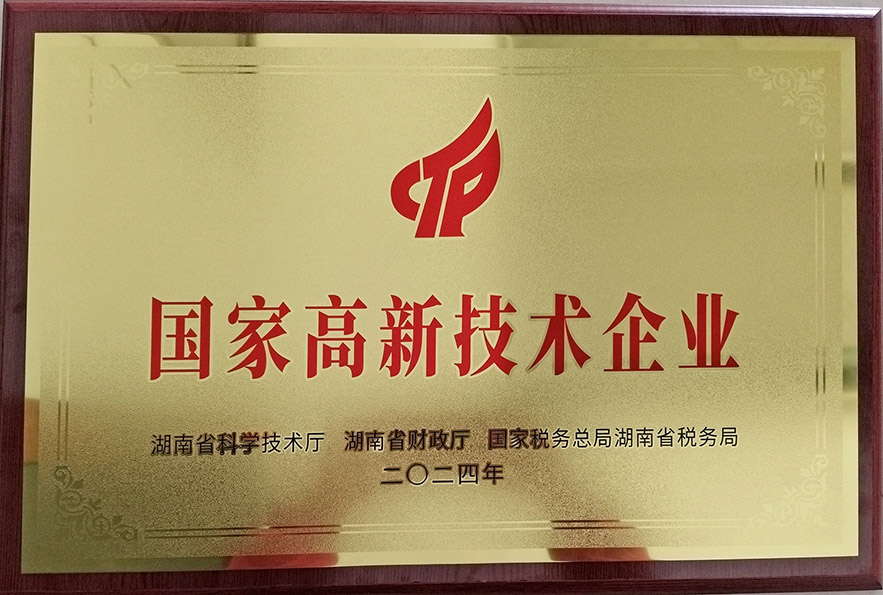 CTP
国家高新技术企业
湖南省科学技术厅 湖南省财政厅 国家税务总局湖南省税务局
二〇二四年